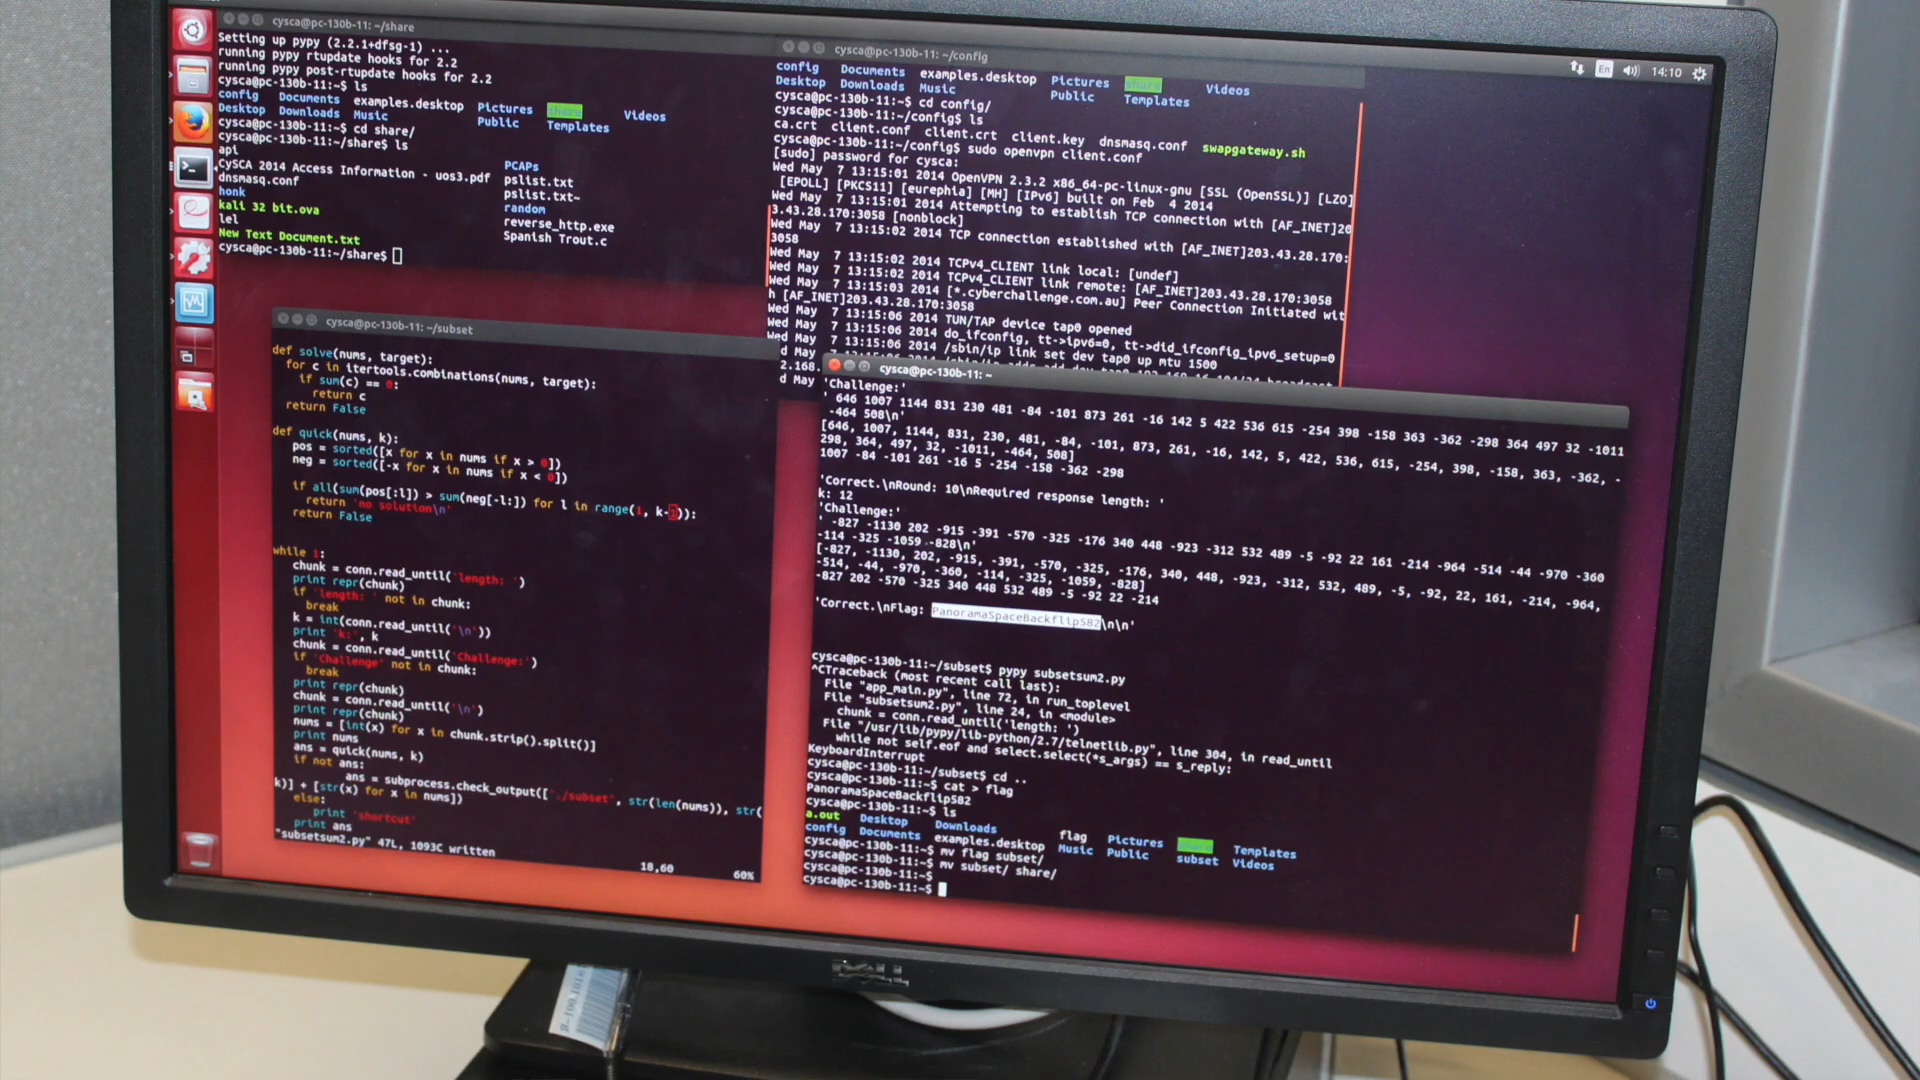 cysca@pc-130b-11: ~/share
Setting up pypy (2.2.1+dfsg-1) ...
running pypy rtupdate hooks for 2.2
running pypy post-rtupdate hooks for 2.2
cysca@pc-130b-11:~$ ls
config Documents examples.desktop Pictures share Videos
Desktop Downloads Music Public Templates
cysca@pc-130b-11:~$ cd share/
cysca@pc-130b-11:~/share$ ls
api
CySCA 2014 Access Information - uos3.pdf PCAPs
dnsmasq.conf pslist.txt
honk pslist.txt~
kali 32 bit.ova random
lel reverse_http.exe
New Text Document.txt Spanish Trout.c
cysca@pc-130b-11:~/share$
cysca@pc-130b-11: ~/config
config Documents examples.desktop Pictures share Videos
Desktop Downloads Music Public Templates
cysca@pc-130b-11:~$ cd config/
cysca@pc-130b-11:~/config$ ls
ca.crt client.conf client.crt client.key dnsmasq.conf swapgateway.sh
cysca@pc-130b-11:~/config$ sudo openvpn client.conf
[sudo] password for cysca:
Wed May 7 13:15:01 2014 OpenVPN 2.3.2 x86_64-pc-linux-gnu [SSL (OpenSSL)] [LZO]
[EPOLL] [PKCS11] [eurephia] [MH] [IPv6] built on Feb 4 2014
Wed May 7 13:15:01 2014 Attempting to establish TCP connection with [AF_INET]20
3.43.28.170:3058 [nonblock]
Wed May 7 13:15:02 2014 TCP connection established with [AF_INET]203.43.28.170:
3058
Wed May 7 13:15:02 2014 TCPv4_CLIENT link local: [undef]
Wed May 7 13:15:02 2014 TCPv4_CLIENT link remote: [AF_INET]203.43.28.170:3058
Wed May 7 13:15:03 2014 [*.cyberchallenge.com.au] Peer Connection Initiated wit
h [AF_INET]203.43.28.170:3058
Wed May 7 13:15:06 2014 TUN/TAP device tap0 opened
Wed May 7 13:15:06 2014 do_ifconfig, tt->ipv6=0, tt->did_ifconfig_ipv6_setup=0
Wed May 7 13:15:06 2014 /sbin/ip link set dev tap0 up mtu 1500
d May 7 13:15:06 2014 /sbin/ip addr add dev tap0 192.168.16.104/24 broadcast
2.168.
d May
En 14:10
cysca@pc-130b-11: ~/subset
def solve(nums, target):
for c in itertools.combinations(nums, target):
if sum(c) == 0:
return c
return False
def quick(nums, k):
pos = sorted([x for x in nums if x > 0])
neg = sorted([-x for x in nums if x < 0])
if all(sum(pos[:l]) > sum(neg[-l:]) for l in range(1, k-1)):
return 'no solution\n'
return False
while 1:
chunk = conn.read_until('length: ')
print repr(chunk)
if 'length: ' not in chunk:
break
k = int(conn.read_until('\n'))
print 'k:', k
chunk = conn.read_until('Challenge:')
if 'Challenge' not in chunk:
break
print repr(chunk)
chunk = conn.read_until('\n')
print repr(chunk)
nums = [int(x) for x in chunk.strip().split()]
print nums
ans = quick(nums, k)
if not ans:
ans = subprocess.check_output(['./subset', str(len(nums)), str(
k)] + [str(x) for x in nums])
else:
print 'shortcut'
print ans
"subsetsum2.py" 47L, 1093C written
18,60 60%
cysca@pc-130b-11: ~
'Challenge:'
' 646 1007 1144 831 230 481 -84 -101 873 261 -16 142 5 422 536 615 -254 398 -158 363 -362 -298 364 497 32 -1011
-464 508\n'
[646, 1007, 1144, 831, 230, 481, -84, -101, 873, 261, -16, 142, 5, 422, 536, 615, -254, 398, -158, 363, -362, -
298, 364, 497, 32, -1011, -464, 508]
1007 -84 -101 261 -16 5 -254 -158 -362 -298
'Correct.\nRound: 10\nRequired response length: '
k: 12
'Challenge:'
' -827 -1130 202 -915 -391 -570 -325 -176 340 448 -923 -312 532 489 -5 -92 22 161 -214 -964 -514 -44 -970 -360
-114 -325 -1059 -828\n'
[-827, -1130, 202, -915, -391, -570, -325, -176, 340, 448, -923, -312, 532, 489, -5, -92, 22, 161, -214, -964,
-514, -44, -970, -360, -114, -325, -1059, -828]
-827 202 -570 -325 340 448 532 489 -5 -92 22 -214
'Correct.\nFlag: PanoramaSpaceBackflip582\n\n'
cysca@pc-130b-11:~/subset$ pypy subsetsum2.py
^CTraceback (most recent call last):
File "app_main.py", line 72, in run_toplevel
File "subsetsum2.py", line 24, in <module>
chunk = conn.read_until('length: ')
File "/usr/lib/pypy/lib-python/2.7/telnetlib.py", line 304, in read_until
while not self.eof and select.select(*s_args) == s_reply:
KeyboardInterrupt
cysca@pc-130b-11:~/subset$ cd ..
cysca@pc-130b-11:~$ cat > flag
PanoramaSpaceBackflip582
cysca@pc-130b-11:~$ ls
a.out Desktop Downloads flag Pictures share Templates
config Documents examples.desktop Music Public subset Videos
cysca@pc-130b-11:~$ mv flag subset/
cysca@pc-130b-11:~$ mv subset/ share/
cysca@pc-130b-11:~$
cysca@pc-130b-11:~$
DELL